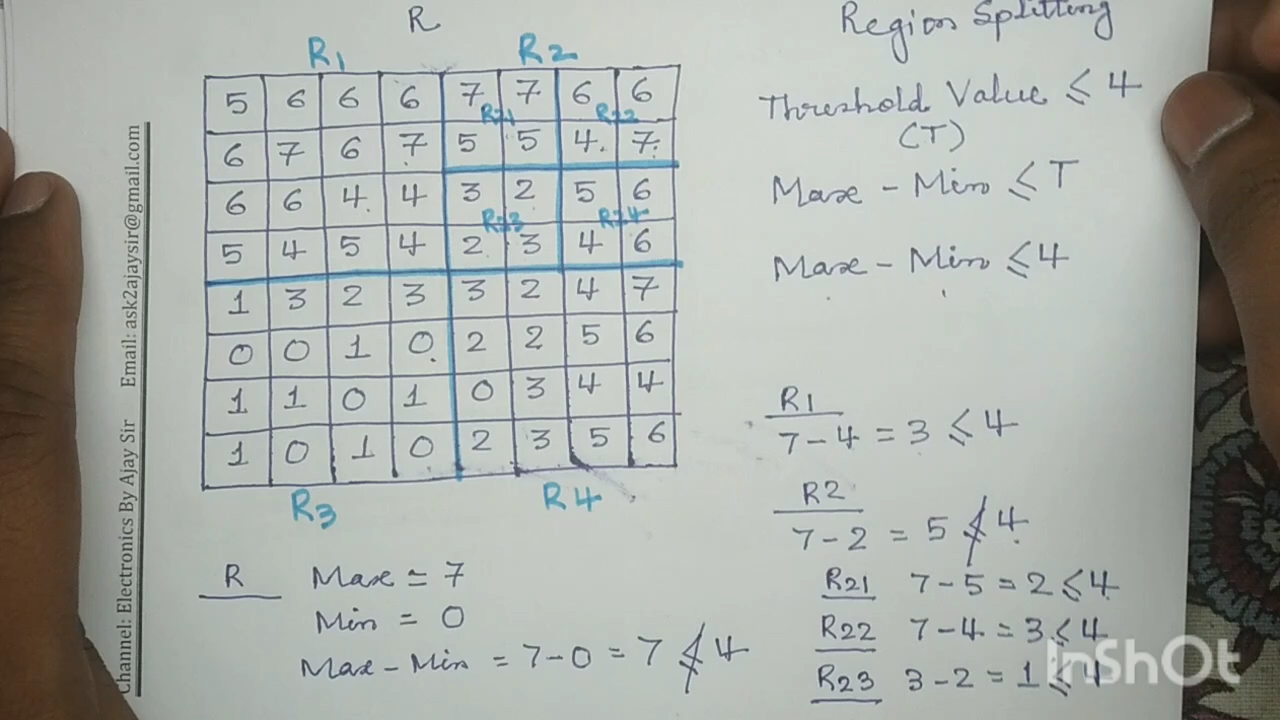 R
Region Splitting
R1 R2
5 6 6 6 7 7 6 6
R21 R22
6 7 6 7 5 5 4 7
6 6 4 4 3 2 5 6
R23 R24
5 4 5 4 2 3 4 6
1 3 2 3 3 2 4 7
0 0 1 0 2 2 5 6
1 1 0 1 0 3 4 4
1 0 1 0 2 3 5 6
R3 R4
Threshold Value ≤ 4
(T)
Max - Min ≤ T
Max - Min ≤ 4
R Max = 7
Min = 0
Max - Min = 7-0 = 7 ≰ 4
R1
7-4 = 3 ≤ 4
R2
7-2 = 5 ≰ 4
R21 7-5 = 2 ≤ 4
R22 7-4 = 3 ≤ 4
R23 3-2 = 1 ≤ 4
Channel: Electronics By Ajay Sir Email: ask2ajaysir@gmail.com
InShOt